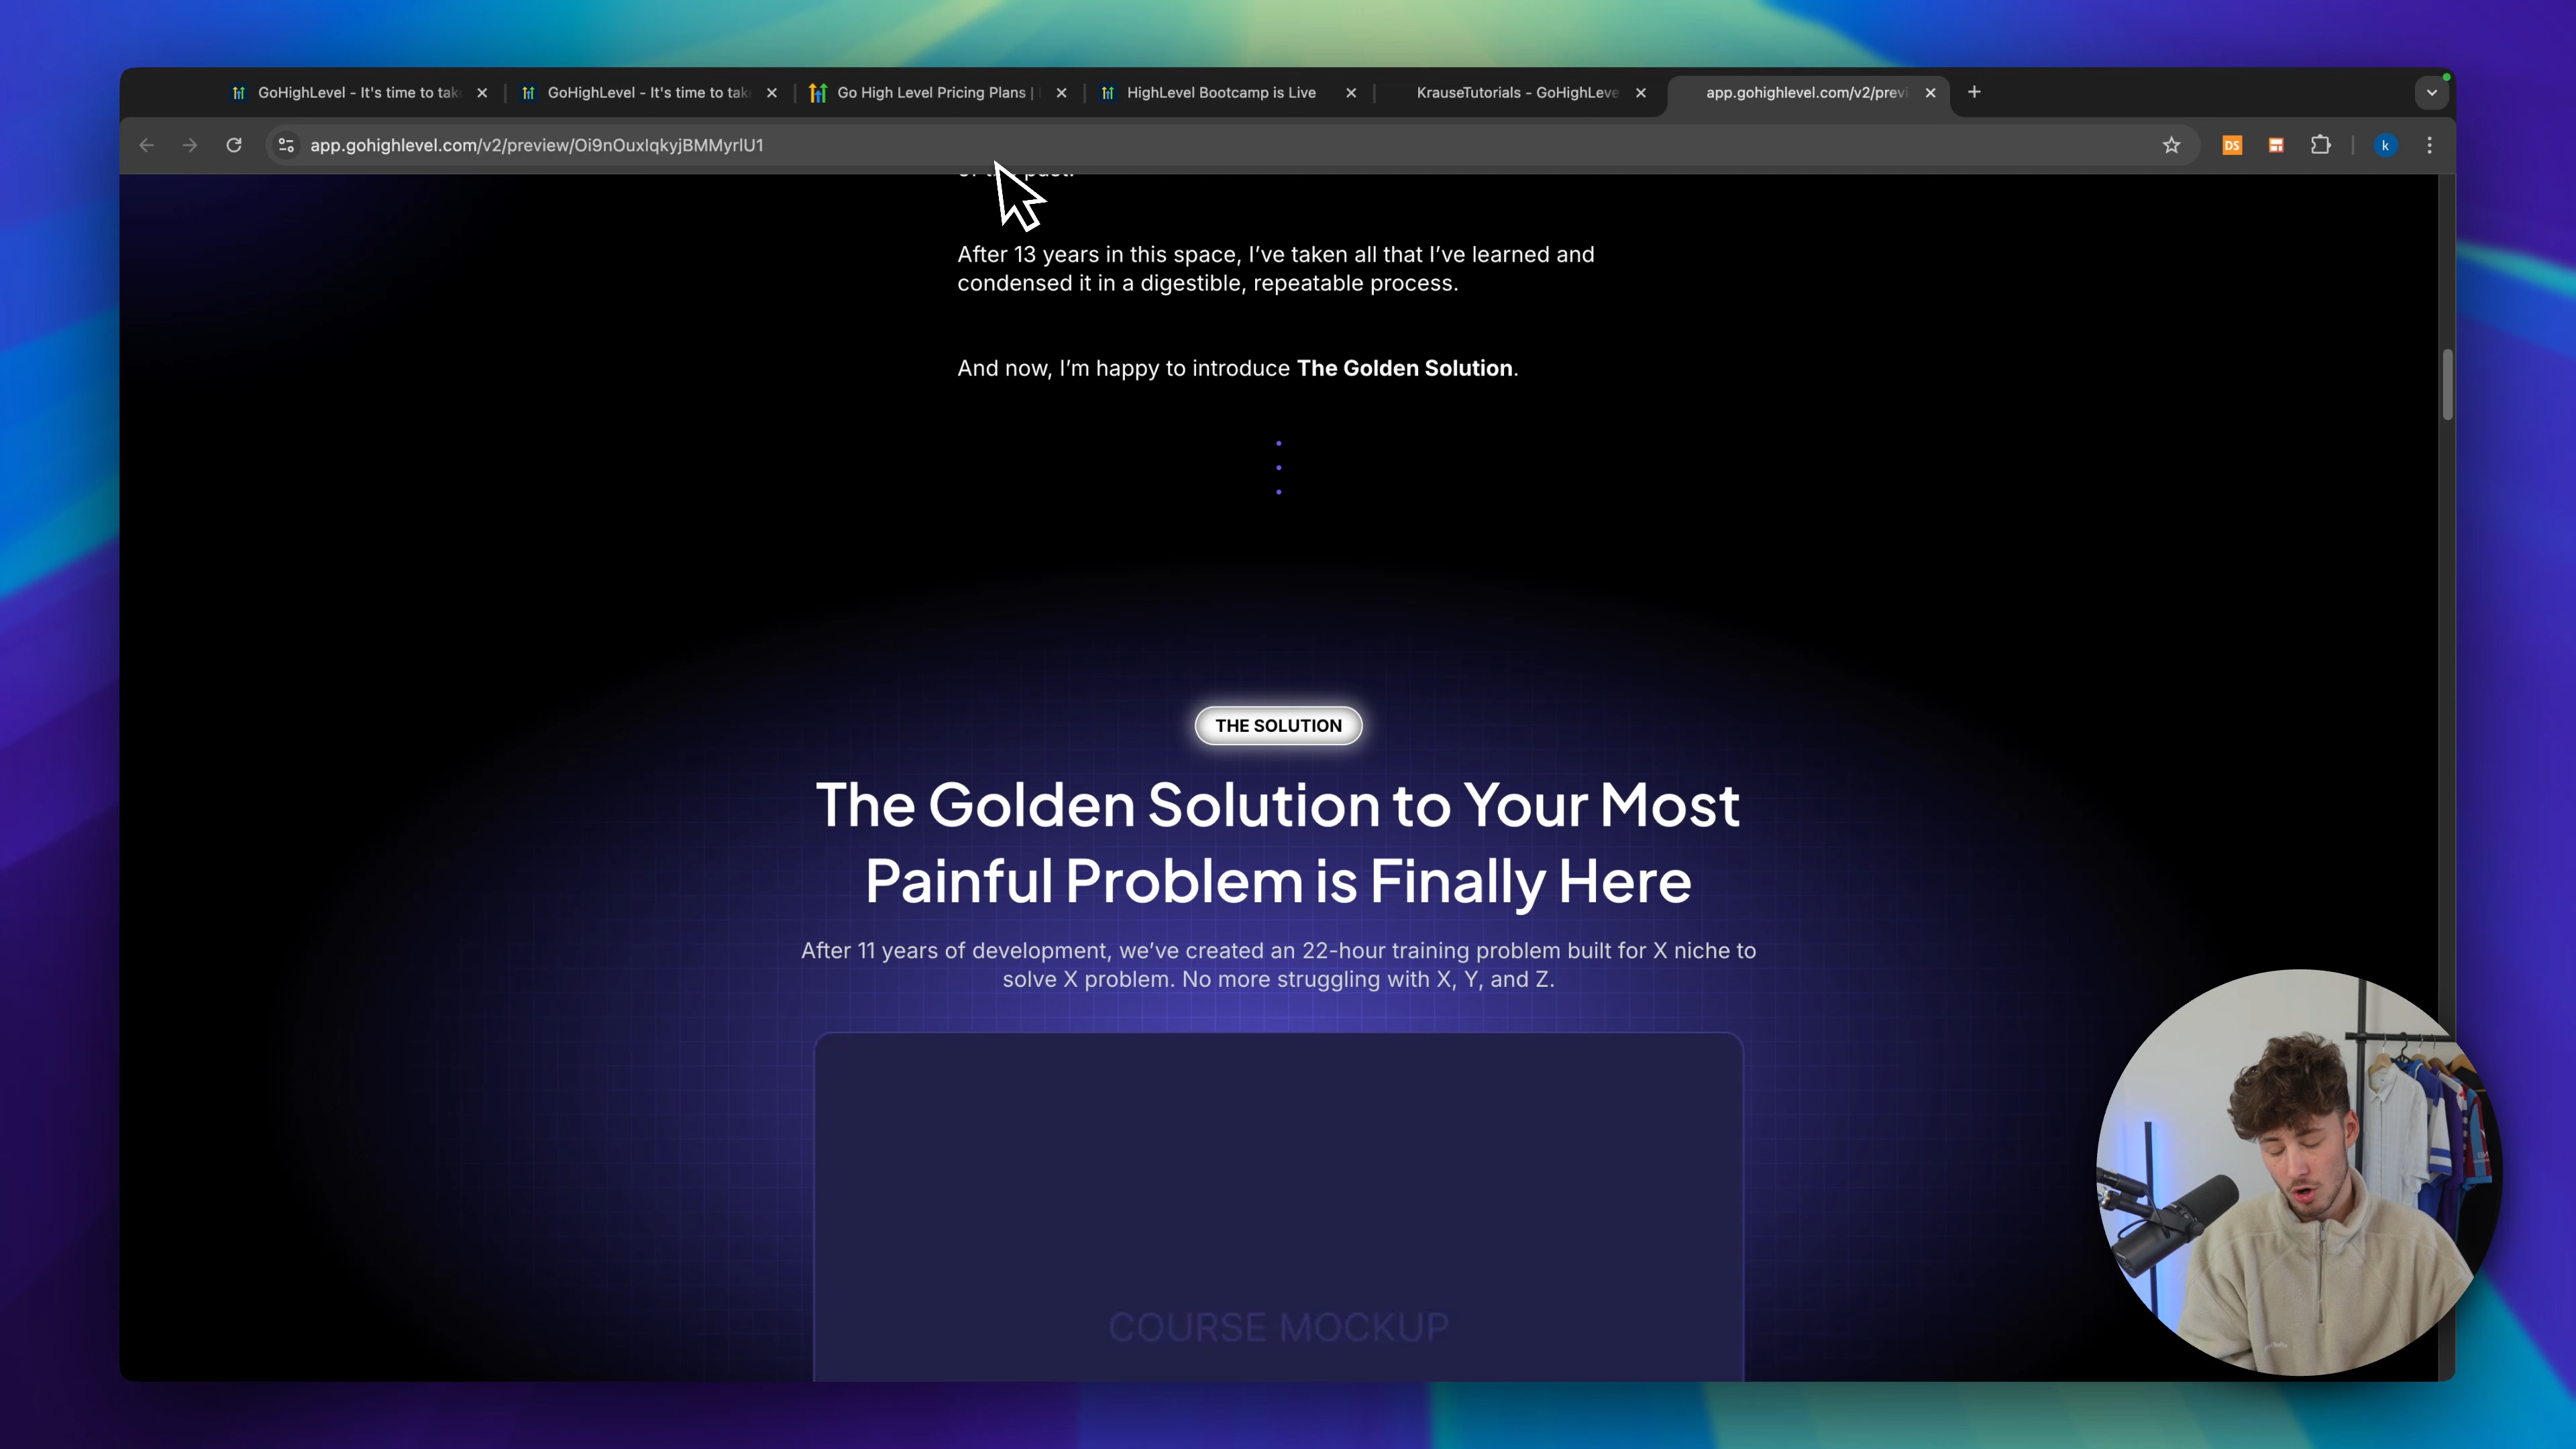 GoHighLevel - It's time to tak
GoHighLevel - It's time to tak
Go High Level Pricing Plans |
HighLevel Bootcamp is Live
KrauseTutorials - GoHighLeve
app.gohighlevel.com/v2/previ
app.gohighlevel.com/v2/preview/Oi9nOuxIqkyjBMMyrlU1
DS
k
After 13 years in this space, I’ve taken all that I’ve learned and
condensed it in a digestible, repeatable process.
And now, I’m happy to introduce The Golden Solution.
THE SOLUTION
The Golden Solution to Your Most
Painful Problem is Finally Here
After 11 years of development, we’ve created an 22-hour training problem built for X niche to
solve X problem. No more struggling with X, Y, and Z.
COURSE MOCKUP